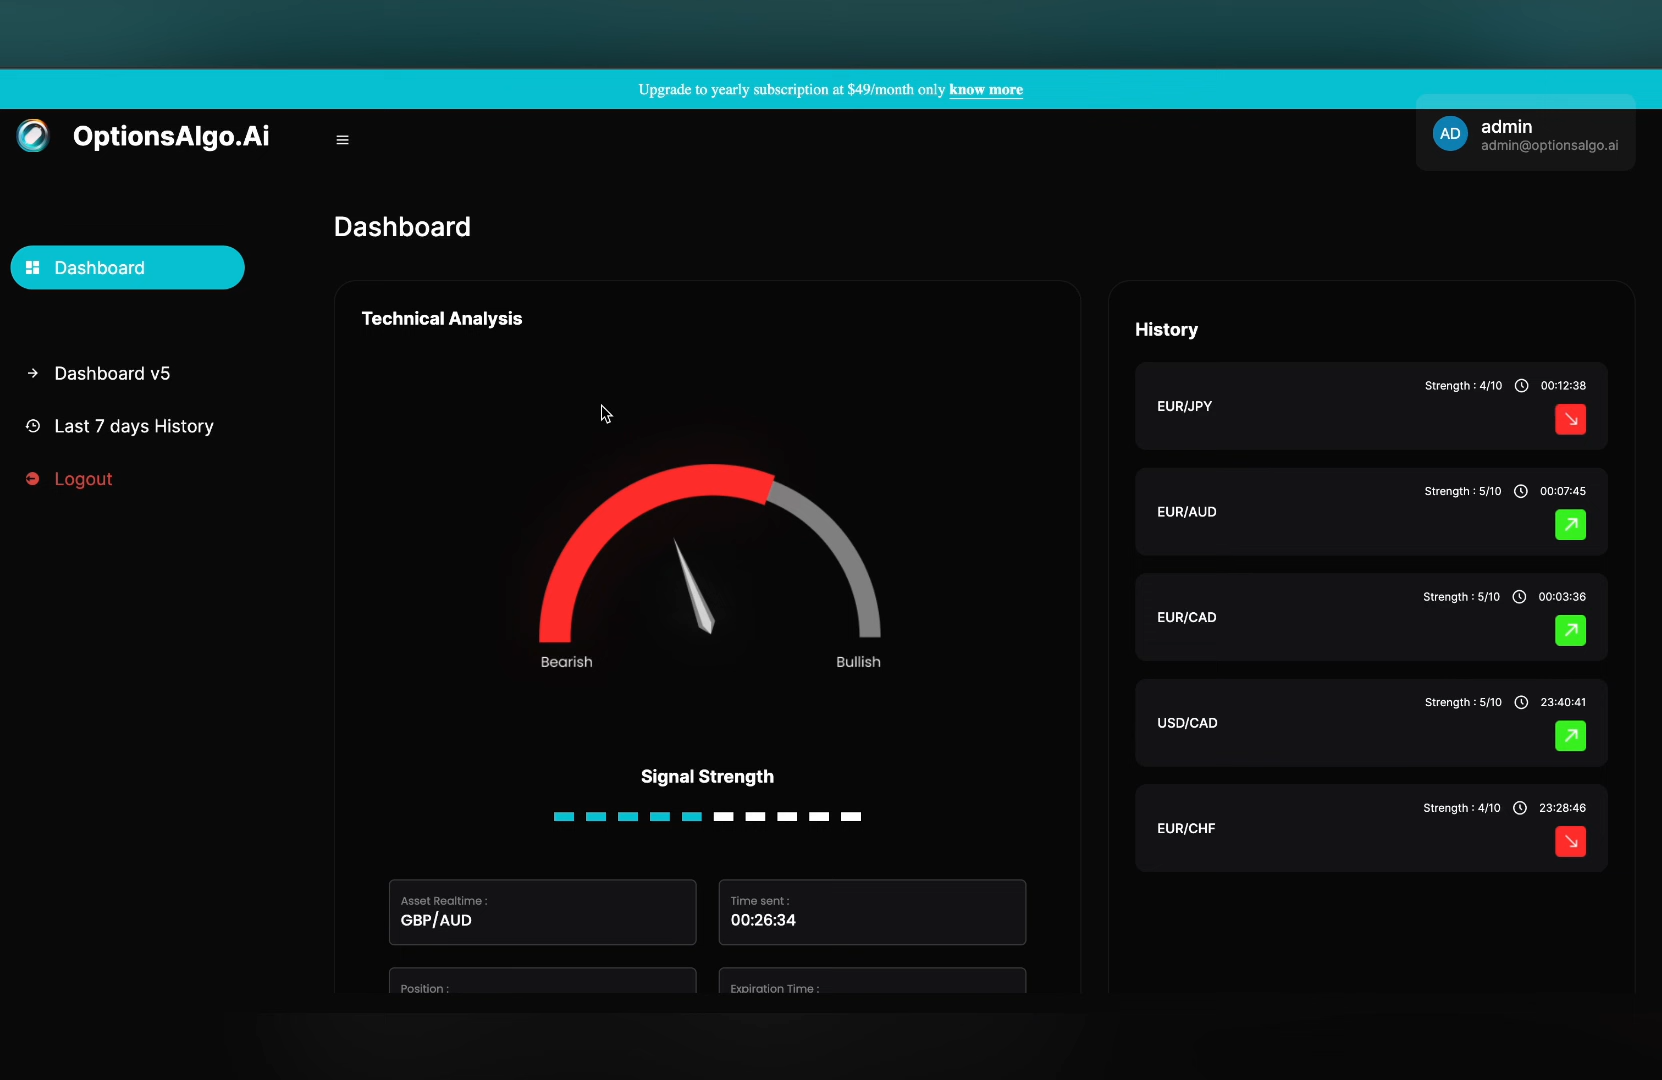 Upgrade to yearly subscription at $49/month only know more
OptionsAlgo.Ai
AD
admin
admin@optionsalgo.ai
Dashboard
Dashboard v5
Last 7 days History
Logout
Dashboard
Technical Analysis
Bearish
Bullish
Signal Strength
Asset Realtime :
GBP/AUD
Time sent :
00:26:34
Position :
Expiration Time :
History
Strength : 4/10 00:12:38
EUR/JPY
Strength : 5/10 00:07:45
EUR/AUD
Strength : 5/10 00:03:36
EUR/CAD
Strength : 5/10 23:40:41
USD/CAD
Strength : 4/10 23:28:46
EUR/CHF